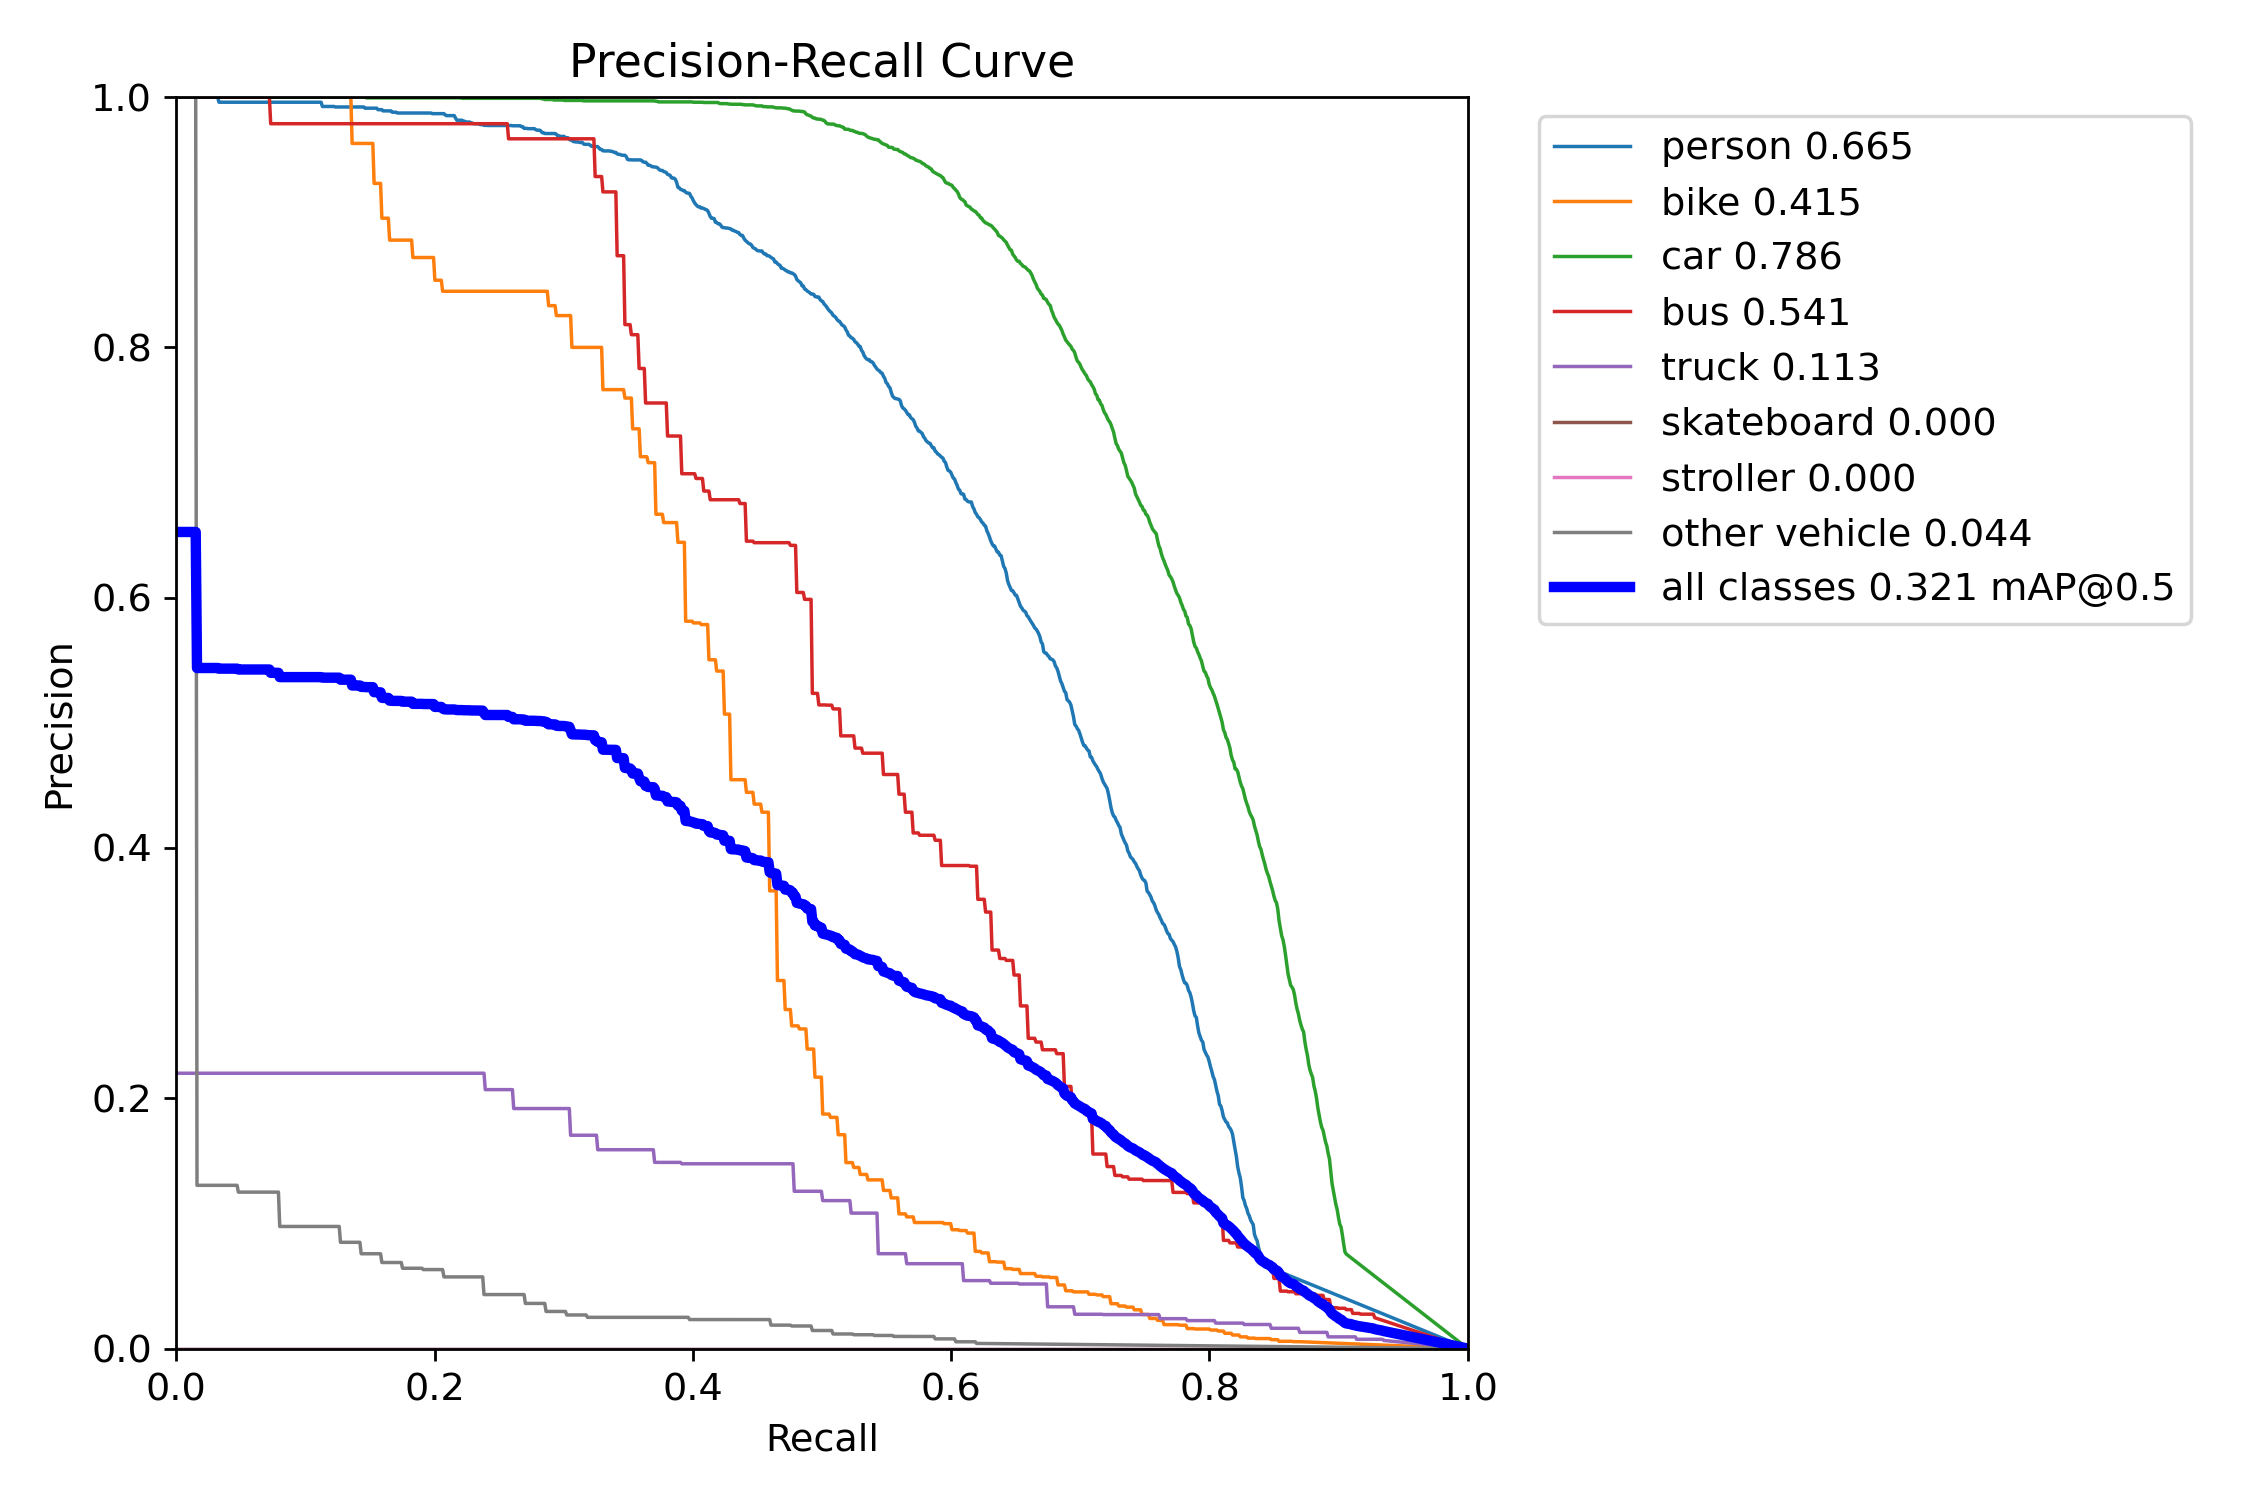 Precision-Recall Curve
1.0
0.8
0.6
0.4
0.2
0.0
Precision
0.0 0.2 0.4 0.6 0.8 1.0
Recall
person 0.665
bike 0.415
car 0.786
bus 0.541
truck 0.113
skateboard 0.000
stroller 0.000
other vehicle 0.044
all classes 0.321 mAP@0.5